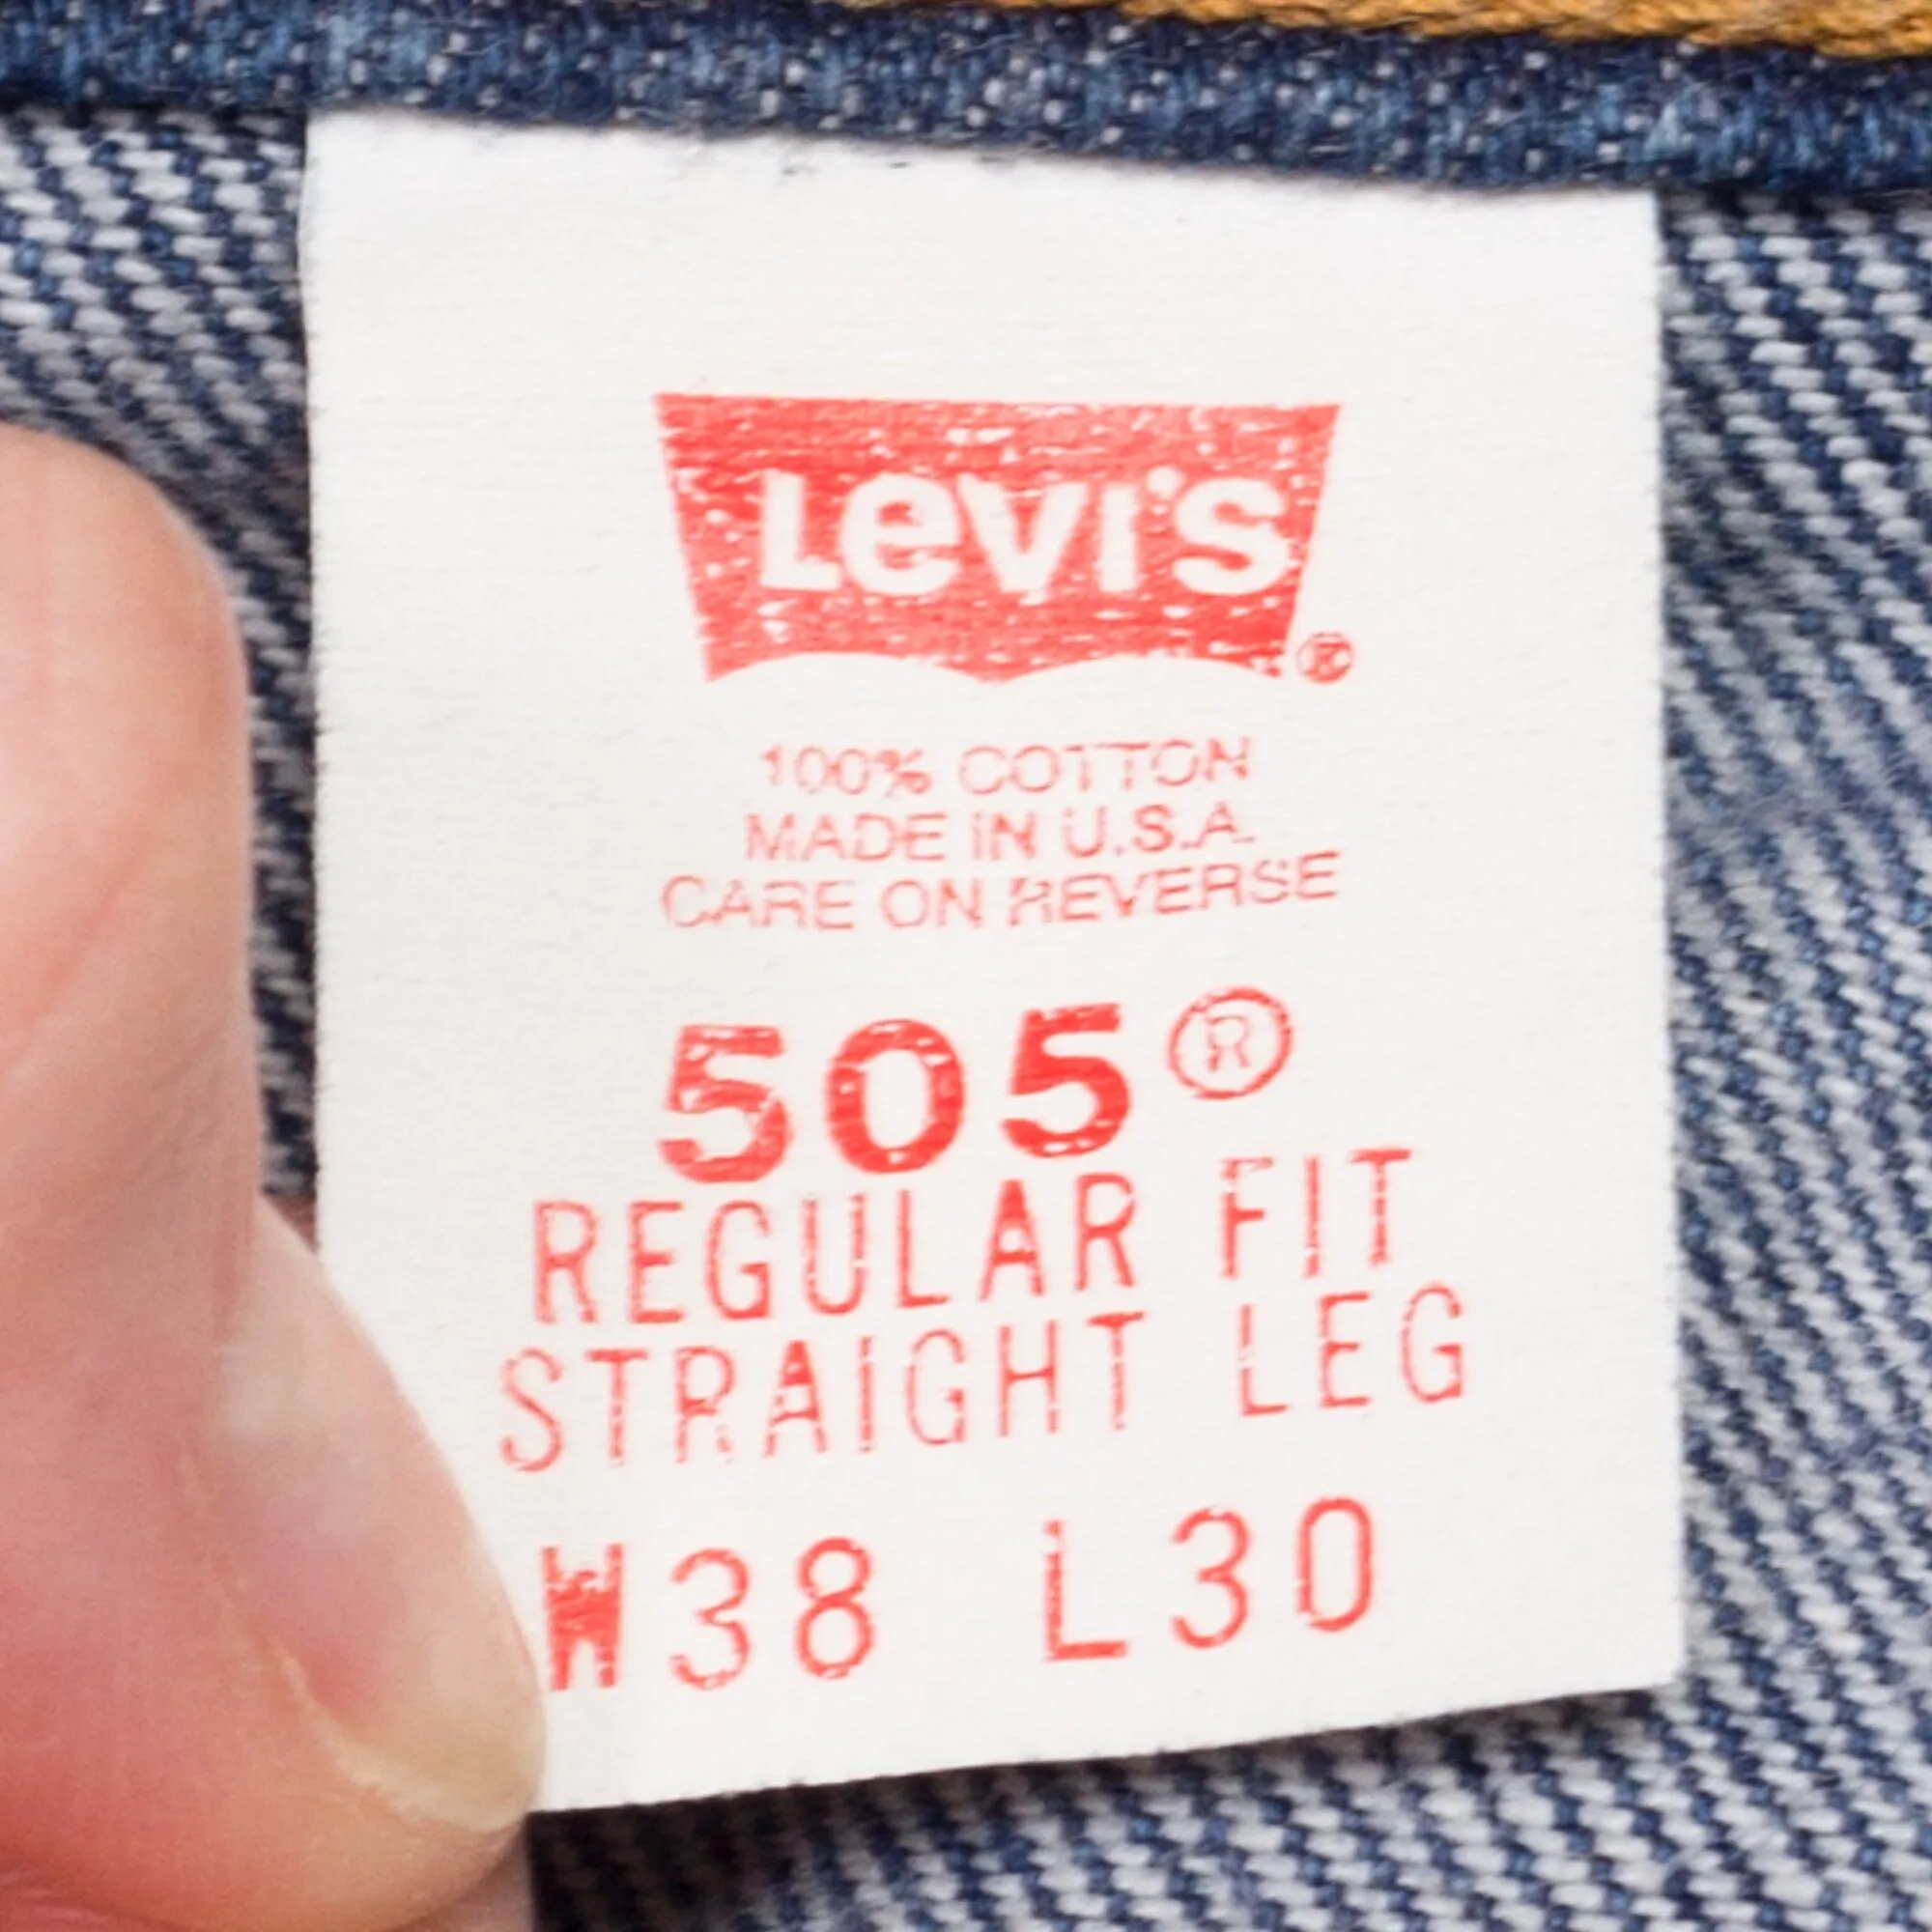 Levi's ®
100% COTTON
MADE IN U.S.A.
CARE ON REVERSE
505®
REGULAR FIT
STRAIGHT LEG
W38 L30